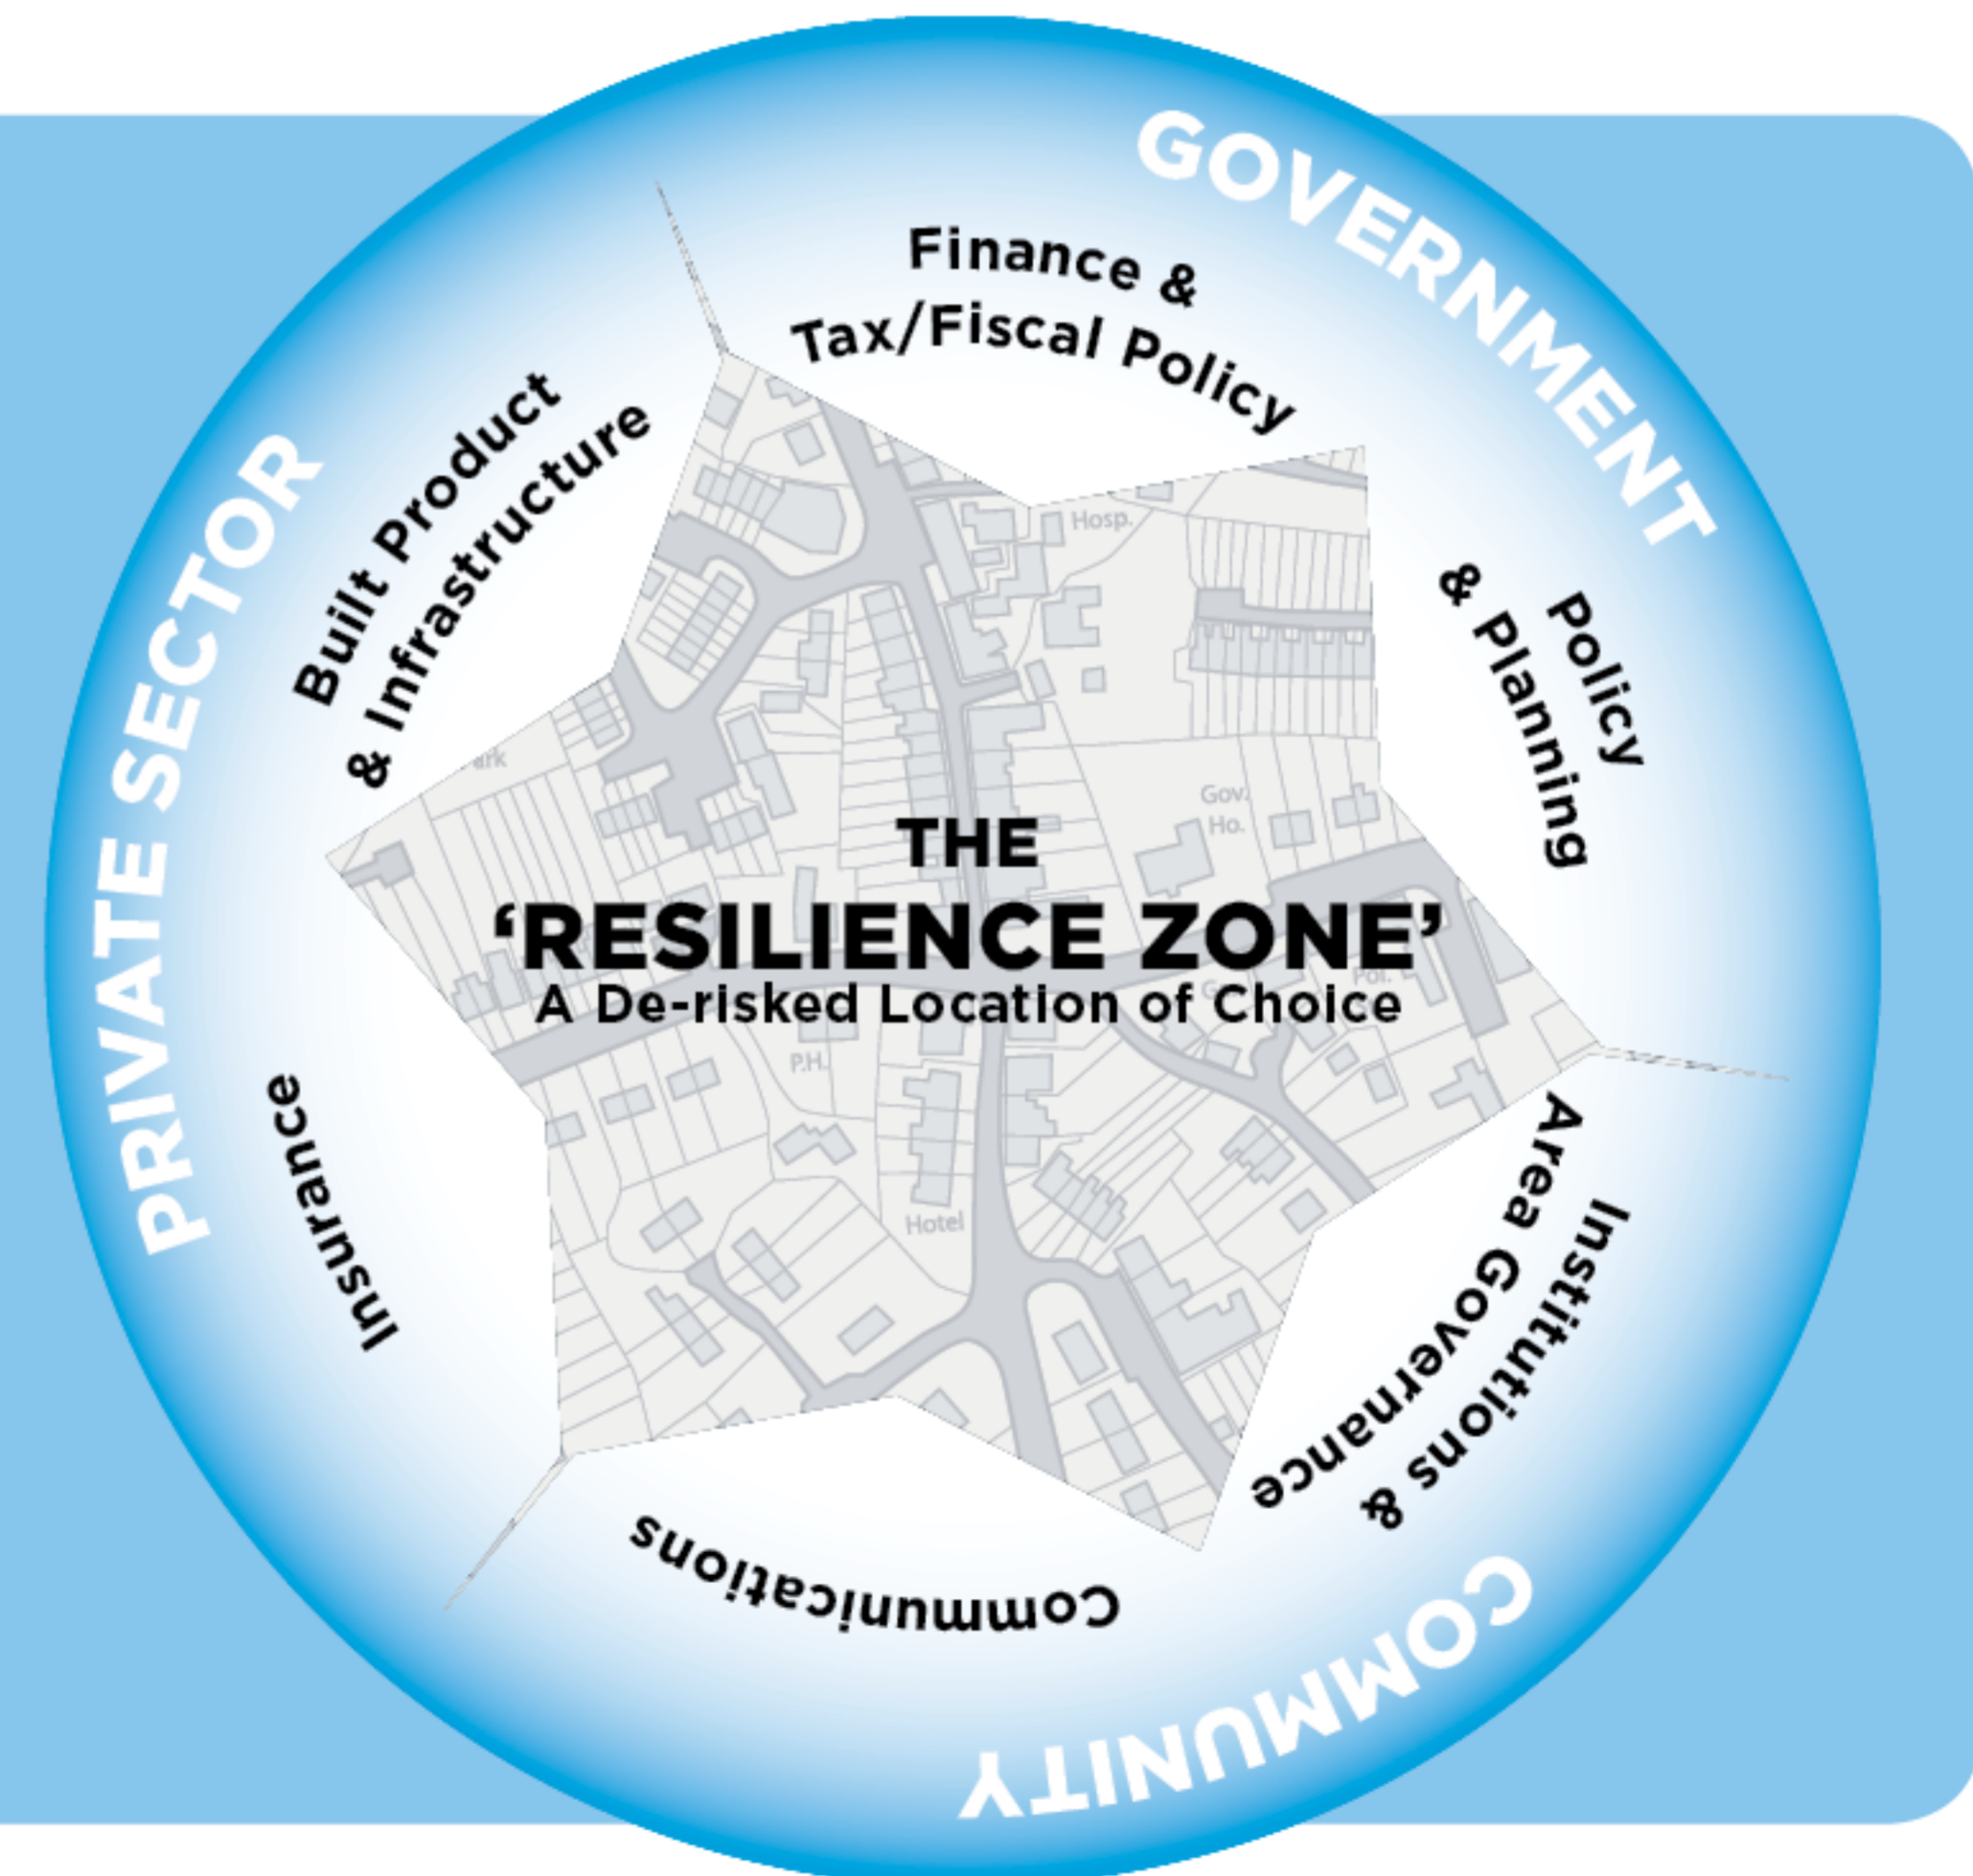 GOVERNMENT
Finance &
Tax/Fiscal Policy
Policy
& Planning
Institutions &
Area Governance
COMMUNITY
Communications
Insurance
PRIVATE SECTOR
Built Product
& Infrastructure
THE
‘RESILIENCE ZONE’
A De-risked Location of Choice
Hosp.
Gov.
Ho.
Pol.
P.H.
Hotel